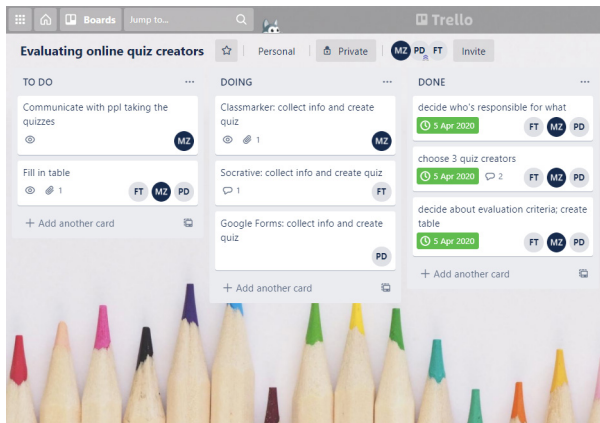 Boards
Jump to...
Trello
Evaluating online quiz creators
Personal
Private
MZ PD FT
Invite
TO DO
Communicate with ppl taking the
quizzes
MZ
Fill in table
1
FT MZ PD
+ Add another card
DOING
Classmarker: collect info and create
quiz
1
MZ
Socrative: collect info and create quiz
1
FT
Google Forms: collect info and create
quiz
PD
+ Add another card
DONE
decide who's responsible for what
5 Apr 2020
FT MZ PD
choose 3 quiz creators
5 Apr 2020 2
FT MZ PD
decide about evaluation criteria; create
table
5 Apr 2020
FT MZ PD
+ Add another card